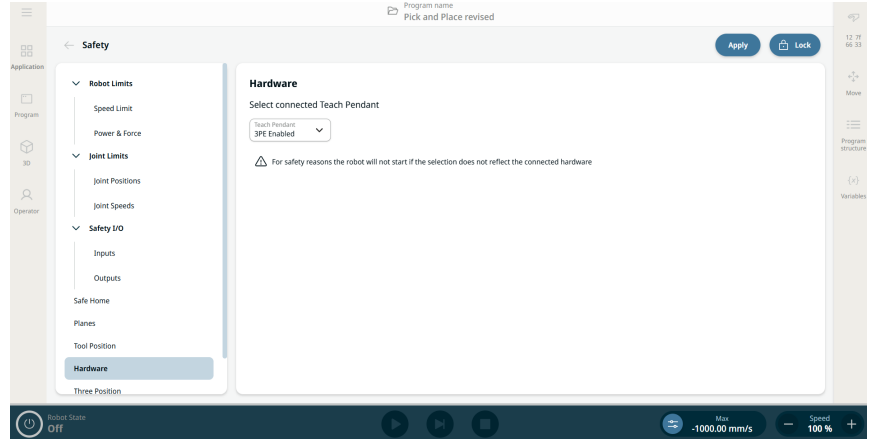 Program name
Pick and Place revised
Safety
Apply
Lock
Application
Program
3D
Operator
Robot Limits
Speed Limit
Power & Force
Joint Limits
Joint Positions
Joint Speeds
Safety I/O
Inputs
Outputs
Safe Home
Planes
Tool Position
Hardware
Three Position
Hardware
Select connected Teach Pendant
Teach Pendant
3PE Enabled
For safety reasons the robot will not start if the selection does not reflect the connected hardware
12 7f
66 33
Move
Program
structure
(x)
Variables
Robot State
Off
Max
-1000.00 mm/s
Speed
100 %